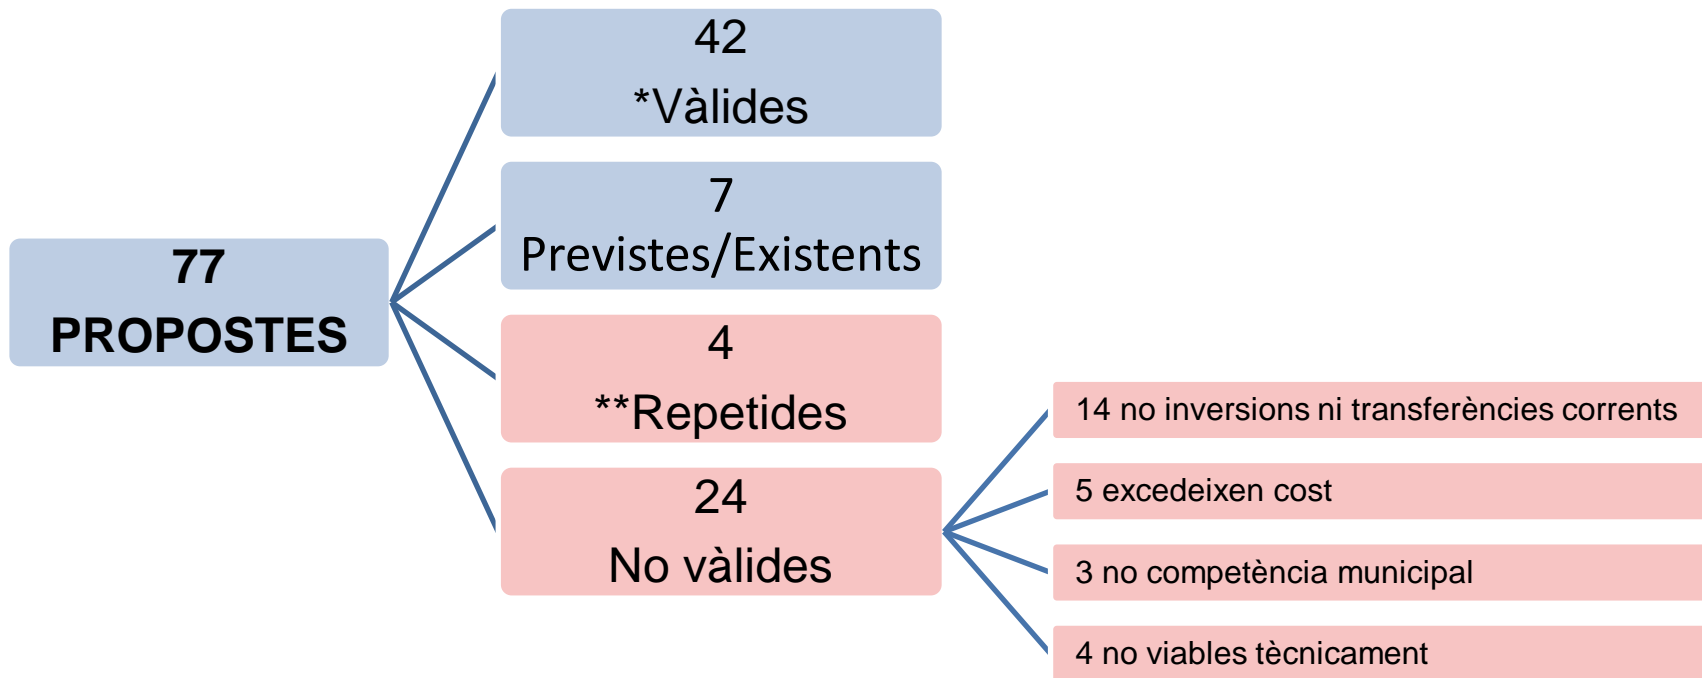 77
PROPOSTES
42
*Vàlides
7
Previstes/Existents
4
**Repetides
24
No vàlides
14 no inversions ni transferències corrents
5 excedeixen cost
3 no competència municipal
4 no viables tècnicament